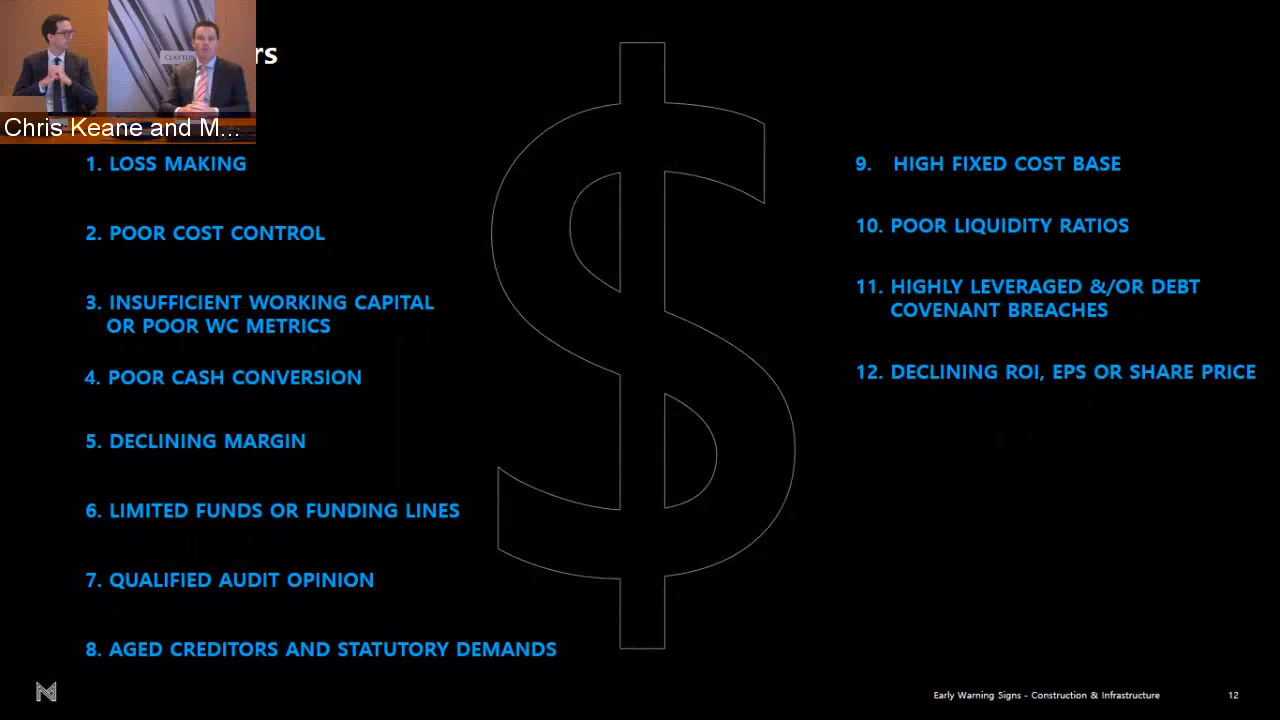 rs
CLAYTON
Chris Keane and M...
1. LOSS MAKING
2. POOR COST CONTROL
3. INSUFFICIENT WORKING CAPITAL
OR POOR WC METRICS
4. POOR CASH CONVERSION
5. DECLINING MARGIN
6. LIMITED FUNDS OR FUNDING LINES
7. QUALIFIED AUDIT OPINION
8. AGED CREDITORS AND STATUTORY DEMANDS
9. HIGH FIXED COST BASE
10. POOR LIQUIDITY RATIOS
11. HIGHLY LEVERAGED &/OR DEBT
COVENANT BREACHES
12. DECLINING ROI, EPS OR SHARE PRICE
$
Early Warning Signs - Construction & Infrastructure
12